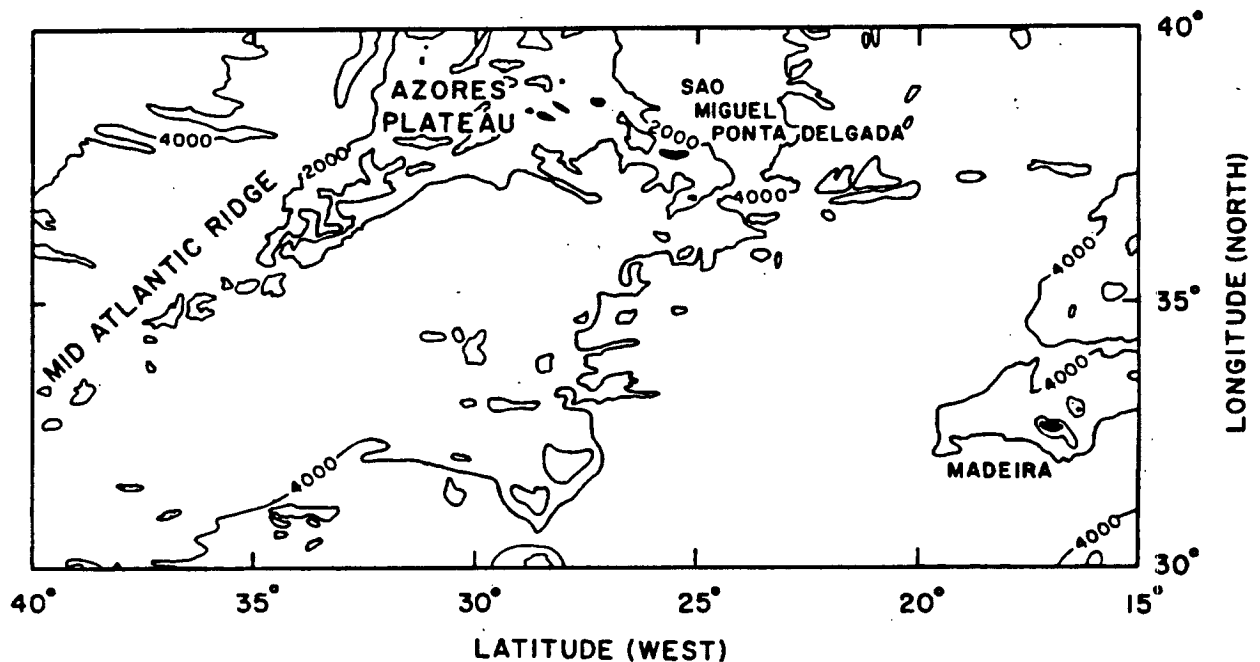 40°
AZORES
PLATEAU
SAO
MIGUEL
PONTA DELGADA
4000
2000
2000
4000
MID ATLANTIC RIDGE
4000
35°
LONGITUDE (NORTH)
4000
4000
MADEIRA
4000
30°
40° 35° 30° 25° 20° 15°
LATITUDE (WEST)